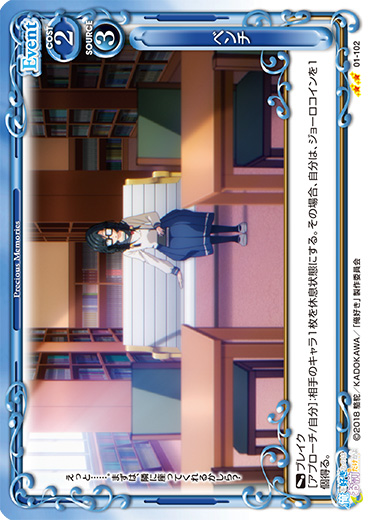 Event
COST 2
SOURCE 3
ベンチ
Precious Memories
えっと……、まずは、隣に座ってくれるかしら？
ブレイク
[アプローチ/自分]:相手のキャラ1枚を休息状態にする。その場合、自分は、ジョーロコインを1
個得る。
©2018 駱駝／KADOKAWA／「俺好き」製作委員会
01-102